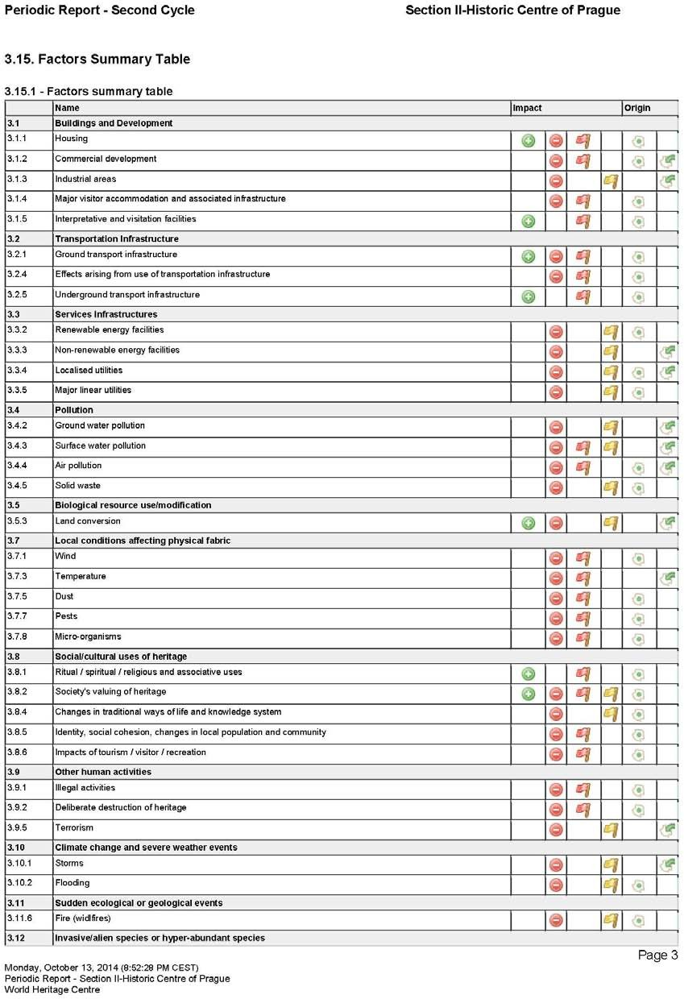 Periodic Report - Second Cycle Section II-Historic Centre of Prague
3.15. Factors Summary Table
3.15.1 - Factors summary table
Name Impact Origin
3.1 Buildings and Development
3.1.1 Housing
3.1.2 Commercial development
3.1.3 Industrial areas
3.1.4 Major visitor accommodation and associated infrastructure
3.1.5 Interpretative and visitation facilities
3.2 Transportation Infrastructure
3.2.1 Ground transport infrastructure
3.2.4 Effects arising from use of transportation infrastructure
3.2.5 Underground transport infrastructure
3.3 Services Infrastructures
3.3.2 Renewable energy facilities
3.3.3 Non-renewable energy facilities
3.3.4 Localised utilities
3.3.5 Major linear utilities
3.4 Pollution
3.4.2 Ground water pollution
3.4.3 Surface water pollution
3.4.4 Air pollution
3.4.5 Solid waste
3.5 Biological resource use/modification
3.5.3 Land conversion
3.7 Local conditions affecting physical fabric
3.7.1 Wind
3.7.3 Temperature
3.7.5 Dust
3.7.7 Pests
3.7.8 Micro-organisms
3.8 Social/cultural uses of heritage
3.8.1 Ritual / spiritual / religious and associative uses
3.8.2 Society's valuing of heritage
3.8.4 Changes in traditional ways of life and knowledge system
3.8.5 Identity, social cohesion, changes in local population and community
3.8.6 Impacts of tourism / visitor / recreation
3.9 Other human activities
3.9.1 Illegal activities
3.9.2 Deliberate destruction of heritage
3.9.5 Terrorism
3.10 Climate change and severe weather events
3.10.1 Storms
3.10.2 Flooding
3.11 Sudden ecological or geological events
3.11.6 Fire (widlfires)
3.12 Invasive/alien species or hyper-abundant species
Page 3
Monday, October 13, 2014 (8:52:28 PM CEST)
Periodic Report - Section II-Historic Centre of Prague
World Heritage Centre